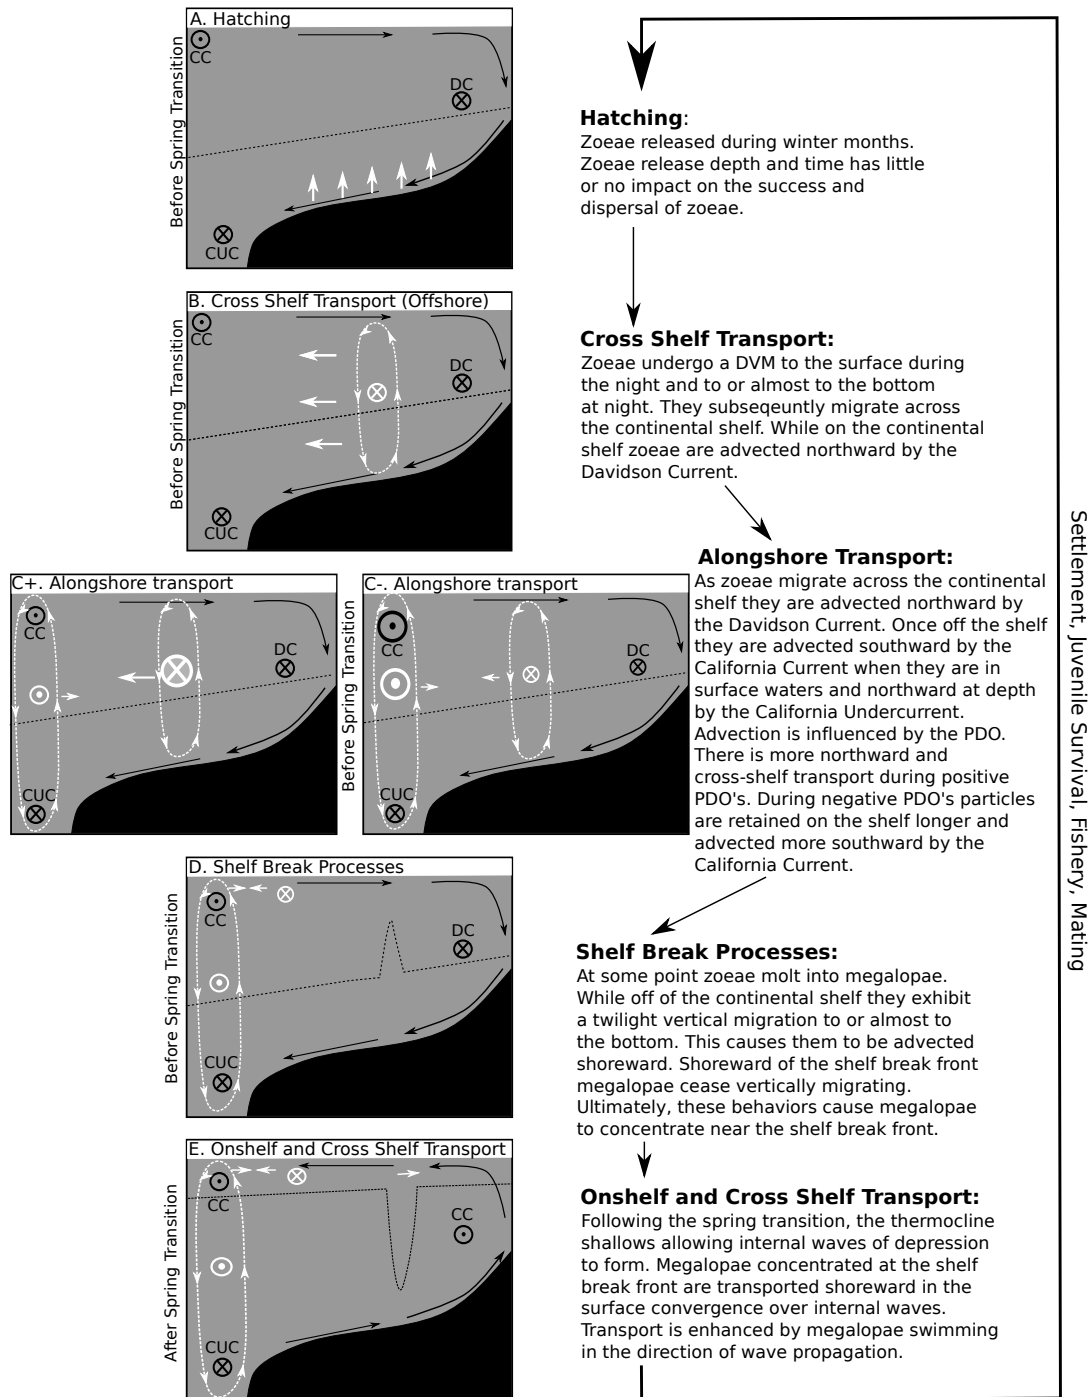 A. Hatching
Before Spring Transition
CC
DC
CUC
Hatching:
Zoeae released during winter months.
Zoeae release depth and time has little
or no impact on the success and
dispersal of zoeae.
B. Cross Shelf Transport (Offshore)
Before Spring Transition
CC
DC
CUC
Cross Shelf Transport:
Zoeae undergo a DVM to the surface during
the night and to or almost to the bottom
at night. They subseqeuntly migrate across
the continental shelf. While on the continental
shelf zoeae are advected northward by the
Davidson Current.
C+. Alongshore transport
CC
DC
CUC
C-. Alongshore transport
Before Spring Transition
CC
DC
CUC
Alongshore Transport:
As zoeae migrate across the continental
shelf they are advected northward by
the Davidson Current. Once off the shelf
they are advected southward by the
California Current when they are in
surface waters and northward at depth
by the California Undercurrent.
Advection is influenced by the PDO.
There is more northward and
cross-shelf transport during positive
PDO's. During negative PDO's particles
are retained on the shelf longer and
advected more southward by the
California Current.
D. Shelf Break Processes
Before Spring Transition
CC
DC
CUC
Shelf Break Processes:
At some point zoeae molt into megalopae.
While off of the continental shelf they exhibit
a twilight vertical migration to or almost to
the bottom. This causes them to be advected
shoreward. Shoreward of the shelf break front
megalopae cease vertically migrating.
Ultimately, these behaviors cause megalopae
to concentrate near the shelf break front.
E. Onshelf and Cross Shelf Transport
After Spring Transition
CC
CC
CUC
Onshelf and Cross Shelf Transport:
Following the spring transition, the thermocline
shallows allowing internal waves of depression
to form. Megalopae concentrated at the shelf
break front are transported shoreward in the
surface convergence over internal waves.
Transport is enhanced by megalopae swimming
in the direction of wave propagation.
Settlement, Juvenile Survival, Fishery, Mating